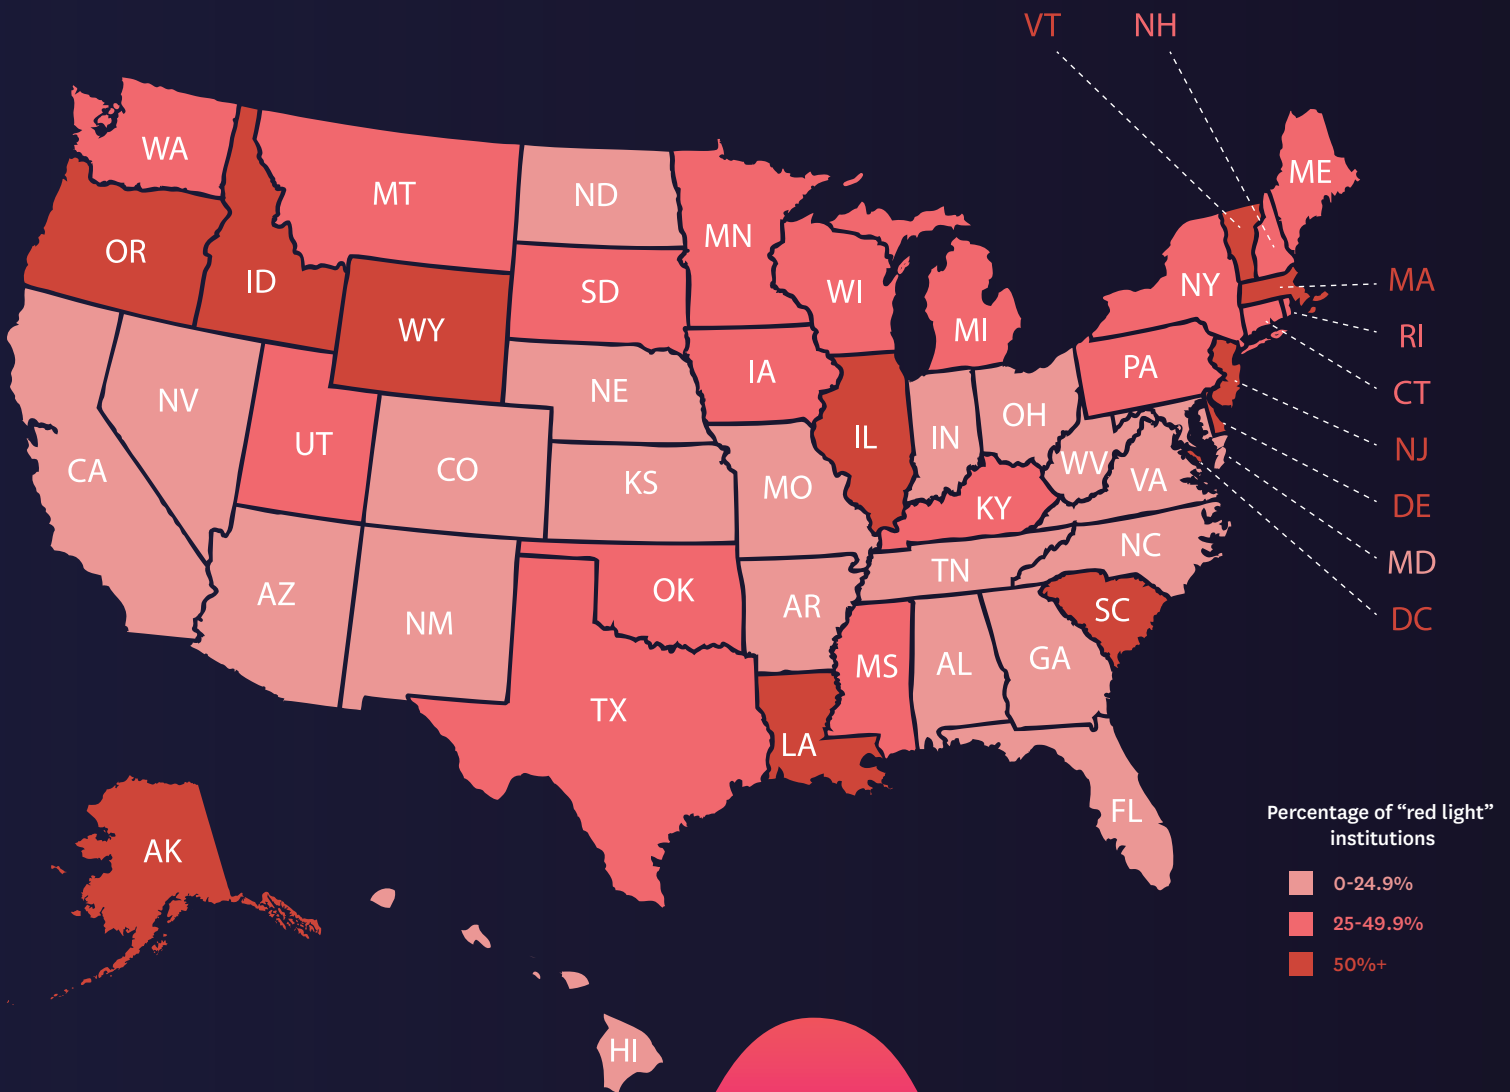 VT NH
WA
MT
ND
ME
MN
OR
ID
SD
WI
NY
MA
WY
MI
RI
IA
PA
NV
NE
CT
OH
UT
IL
IN
NJ
CA
CO
KS
MO
WV
VA
KY
DE
NC
MD
TN
AZ
OK
AR
SC
DC
NM
MS
AL
GA
TX
LA
FL
Percentage of “red light”
institutions
AK
0-24.9%
25-49.9%
50%+
HI